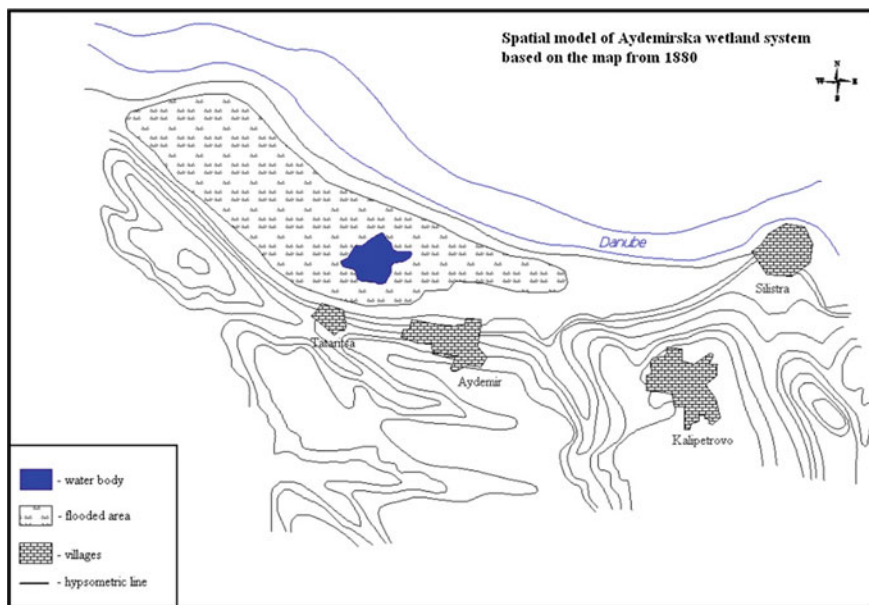 Spatial model of Aydemirska wetland system
based on the map from 1880
N
W E
S
Danube
Silistra
Tataritsa
Aydemir
Kalipetrovo
- water body
- flooded area
- villages
- hypsometric line